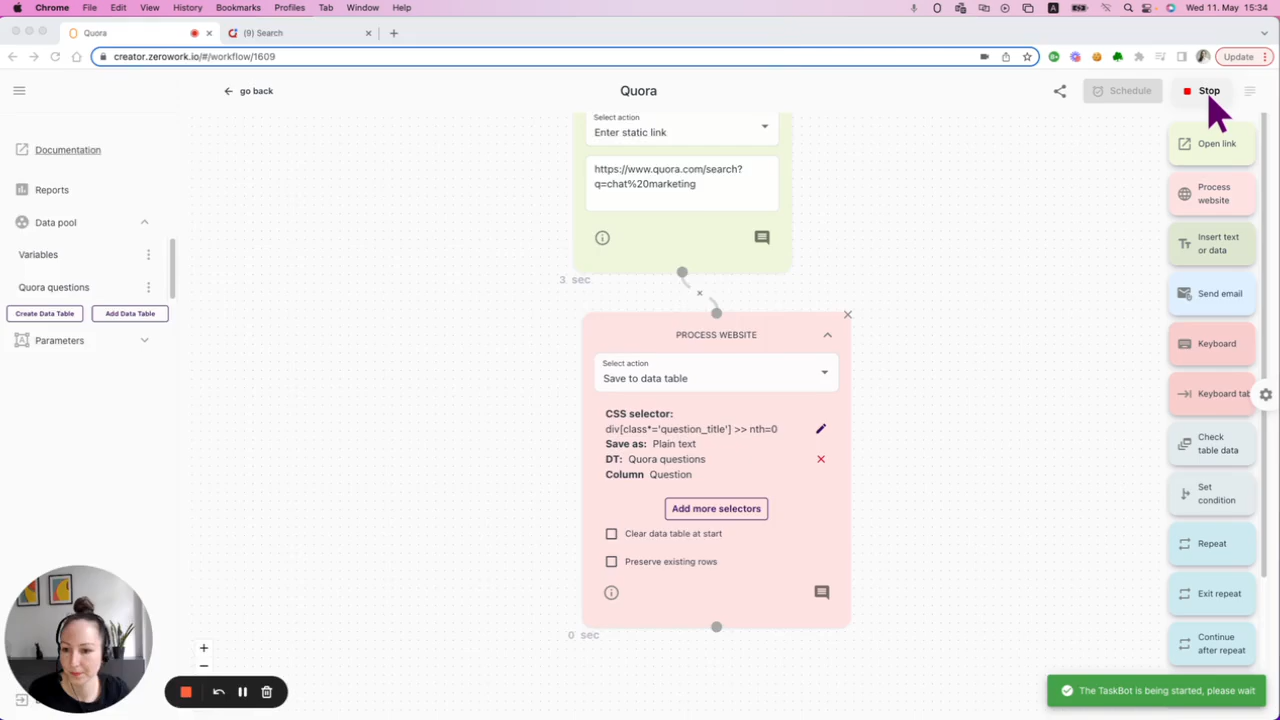 Chrome File Edit View History Bookmarks Profiles Tab Window Help
A
Wed 11. May 15:34
Quora
(9) Search
creator.zerowork.io/#/workflow/1609
Update
go back
Quora
Schedule
Stop
Documentation
Reports
Data pool
Variables
Quora questions
Create Data Table
Add Data Table
Parameters
Select action
Enter static link
https://www.quora.com/search?
q=chat%20marketing
3 sec
PROCESS WEBSITE
Select action
Save to data table
CSS selector:
div[class*='question_title'] >> nth=0
Save as: Plain text
DT: Quora questions
Column Question
Add more selectors
Clear data table at start
Preserve existing rows
0 sec
Open link
Process
website
Insert text
or data
Send email
Keyboard
Keyboard tab
Check
table data
Set
condition
Repeat
Exit repeat
Continue
after repeat
The TaskBot is being started, please wait